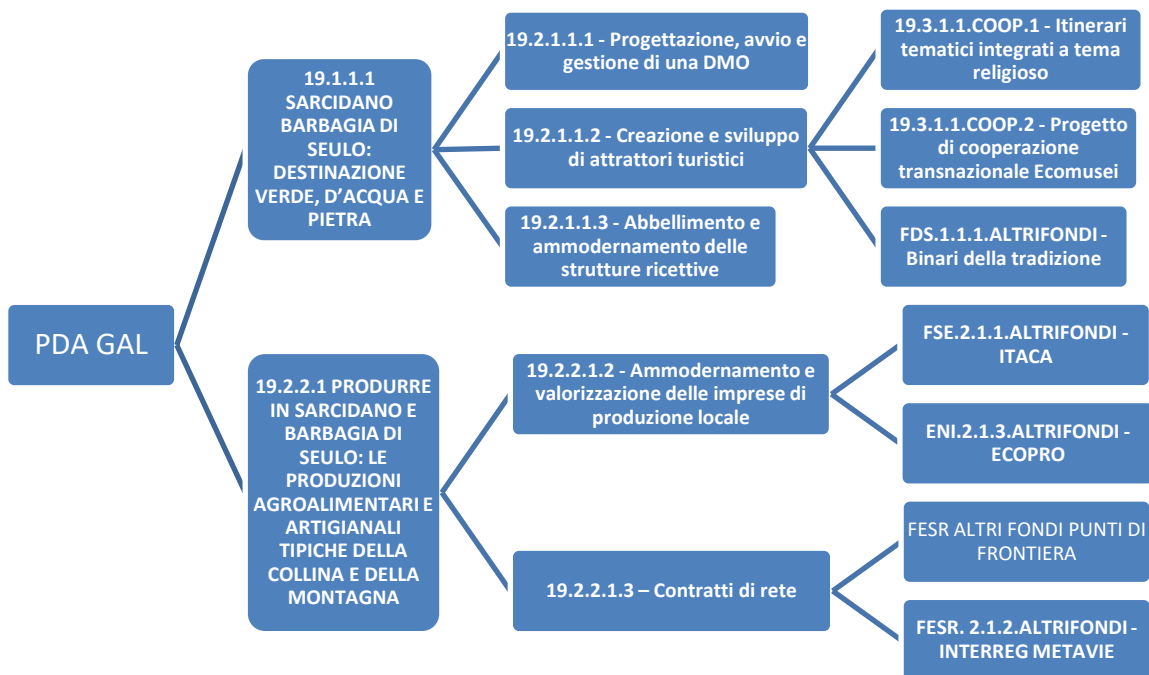 PDA GAL
19.1.1.1
SARCIDANO
BARBAGIA DI
SEULO:
DESTINAZIONE
VERDE, D'ACQUA E
PIETRA
19.2.1.1.1 - Progettazione, avvio e
gestione di una DMO
19.2.1.1.2 - Creazione e sviluppo
di attrattori turistici
19.3.1.1.COOP.1 - Itinerari
tematici integrati a tema
religioso
19.3.1.1.COOP.2 - Progetto
di cooperazione
transnazionale Ecomusei
FDS.1.1.1.ALTRIFONDI -
Binari della tradizione
19.2.1.1.3 - Abbellimento e
ammodernamento delle
strutture ricettive
19.2.2.1 PRODURRE
IN SARCIDANO E
BARBAGIA DI
SEULO: LE
PRODUZIONI
AGROALIMENTARI E
ARTIGIANALI
TIPICHE DELLA
COLLINA E DELLA
MONTAGNA
19.2.2.1.2 - Ammodernamento e
valorizzazione delle imprese di
produzione locale
FSE.2.1.1.ALTRIFONDI -
ITACA
ENI.2.1.3.ALTRIFONDI -
ECOPRO
19.2.2.1.3 – Contratti di rete
FESR ALTRI FONDI PUNTI DI
FRONTIERA
FESR. 2.1.2.ALTRIFONDI -
INTERREG METAVIE